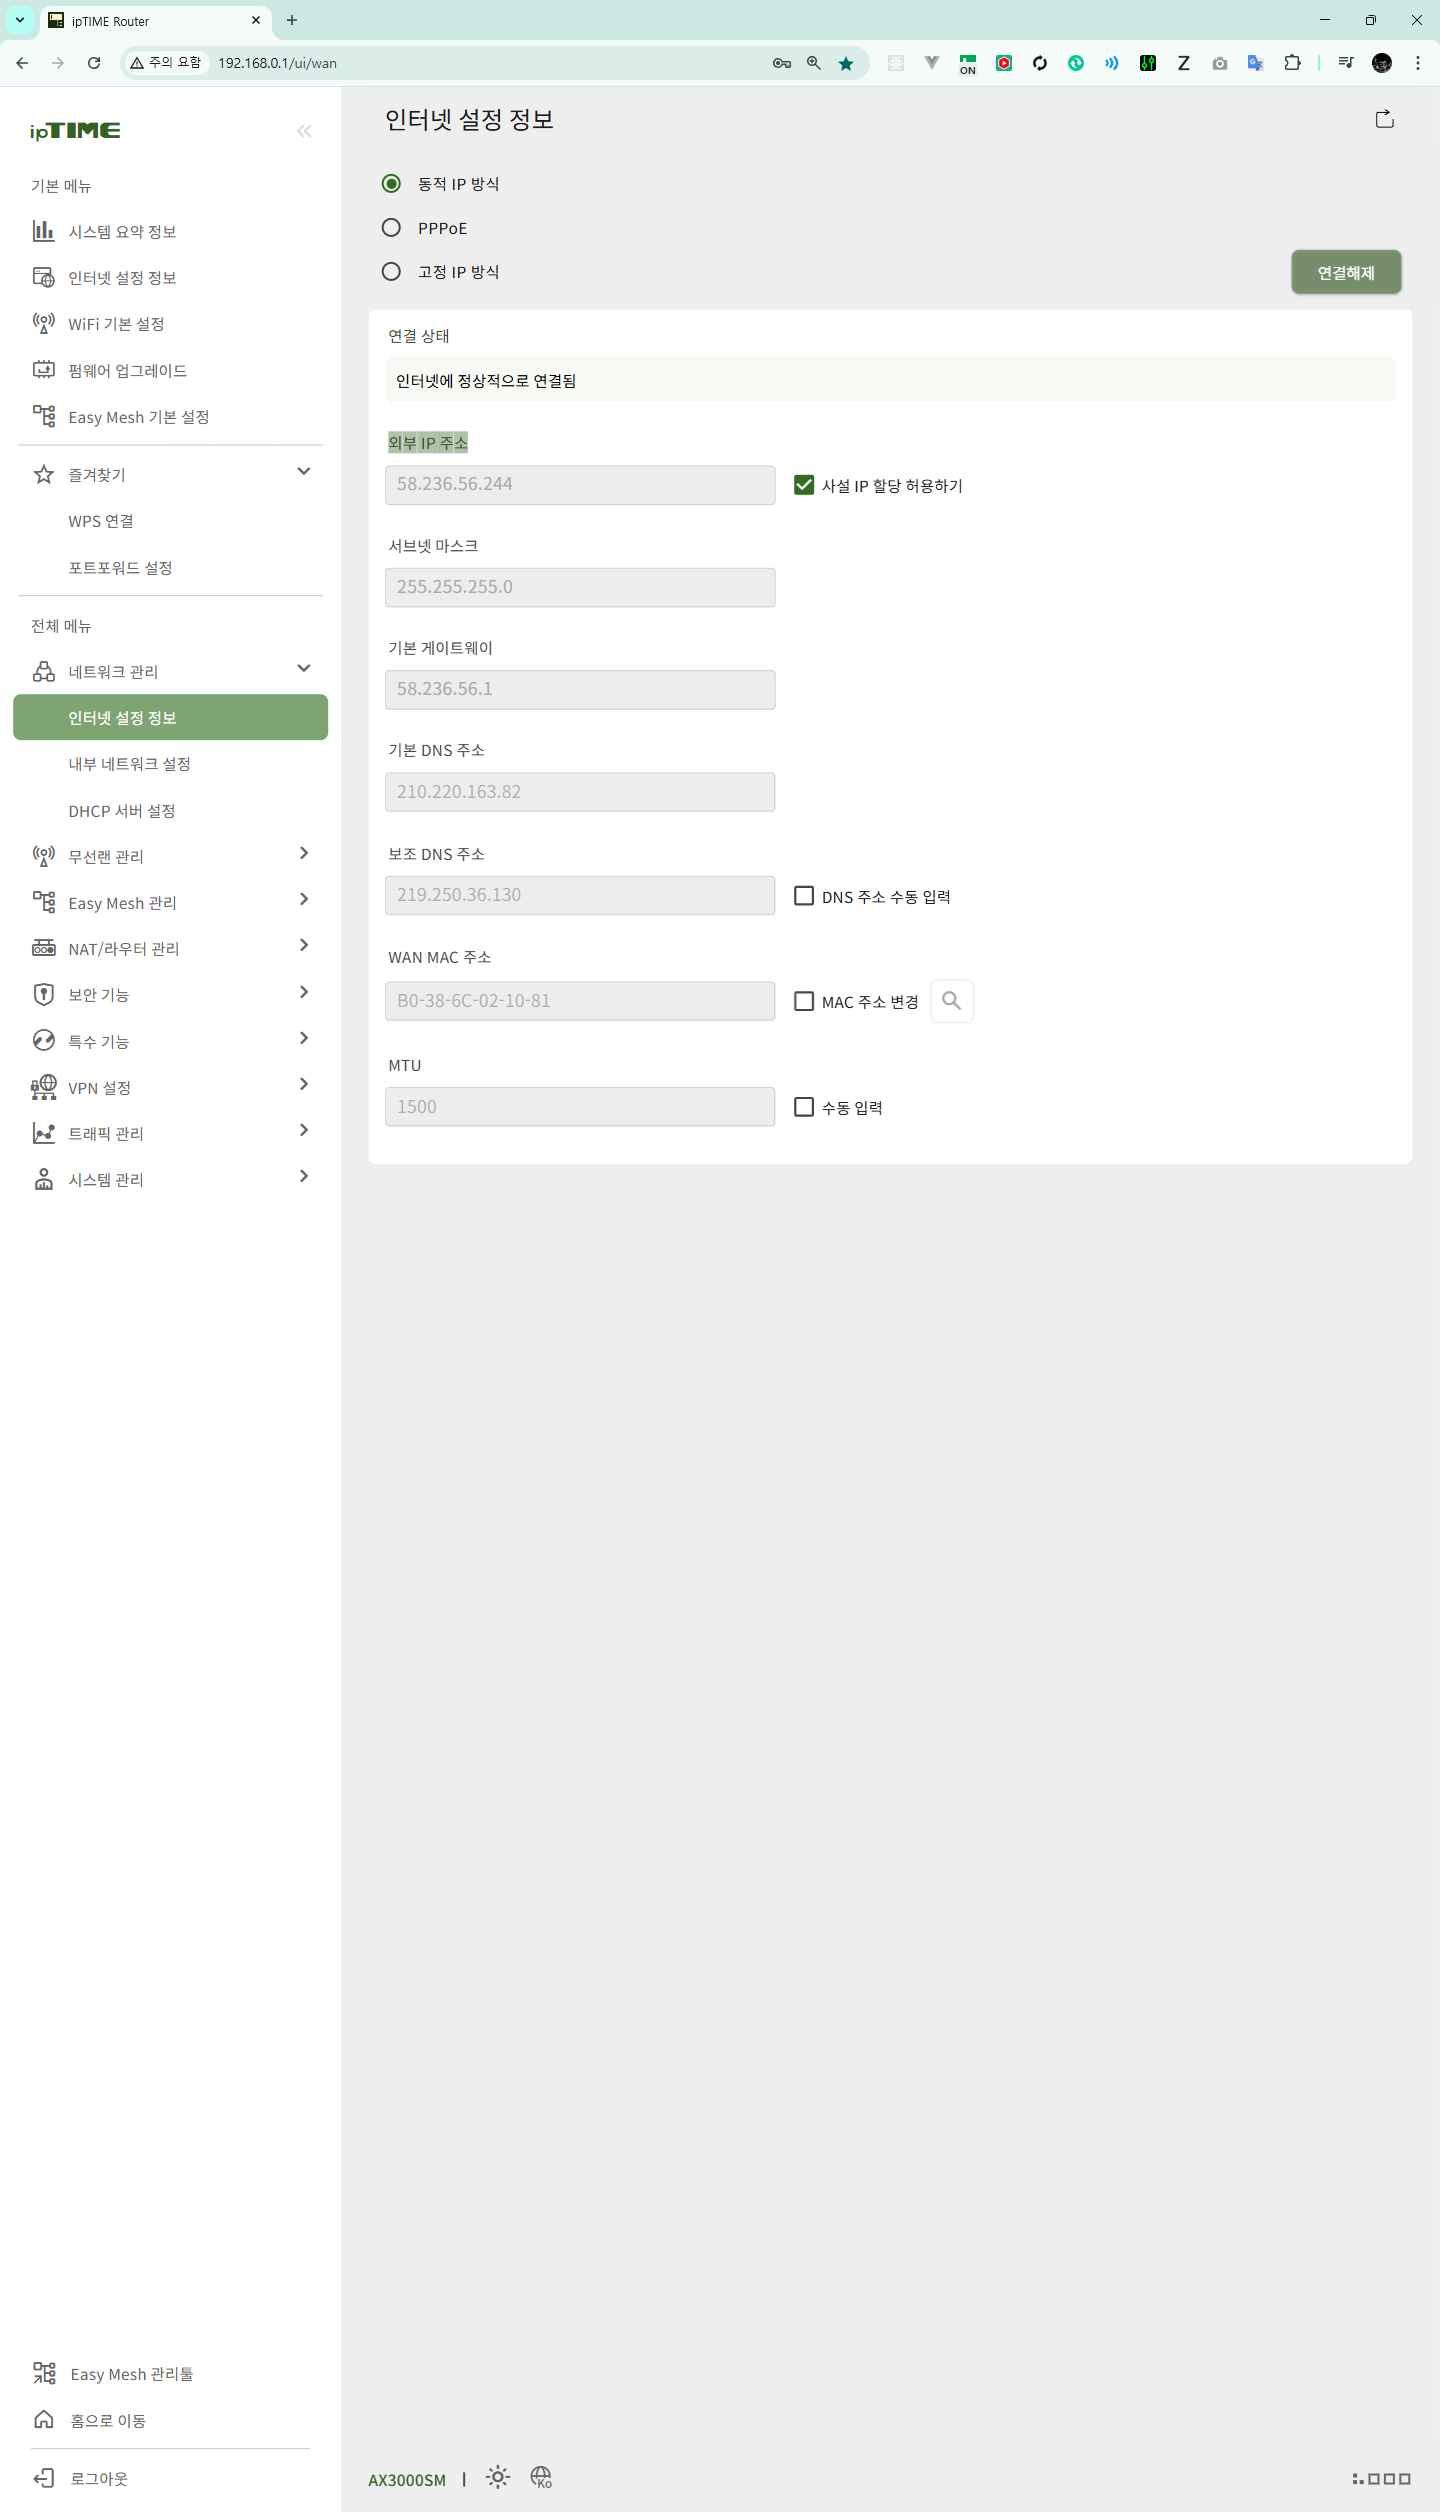 ipTIME Router
주의 요함
192.168.0.1/ui/wan
ON
Z
ipTIME
기본 메뉴
시스템 요약 정보
인터넷 설정 정보
WiFi 기본 설정
펌웨어 업그레이드
Easy Mesh 기본 설정
즐겨찾기
WPS 연결
포트포워드 설정
전체 메뉴
네트워크 관리
인터넷 설정 정보
내부 네트워크 설정
DHCP 서버 설정
무선랜 관리
Easy Mesh 관리
NAT/라우터 관리
보안 기능
특수 기능
VPN 설정
트래픽 관리
시스템 관리
Easy Mesh 관리툴
홈으로 이동
로그아웃
인터넷 설정 정보
동적 IP 방식
PPPoE
고정 IP 방식
연결해제
연결 상태
인터넷에 정상적으로 연결됨
외부 IP 주소
58.236.56.244
사설 IP 할당 허용하기
서브넷 마스크
255.255.255.0
기본 게이트웨이
58.236.56.1
기본 DNS 주소
210.220.163.82
보조 DNS 주소
219.250.36.130
DNS 주소 수동 입력
WAN MAC 주소
B0-38-6C-02-10-81
MAC 주소 변경
MTU
1500
수동 입력
AX3000SM
Ko